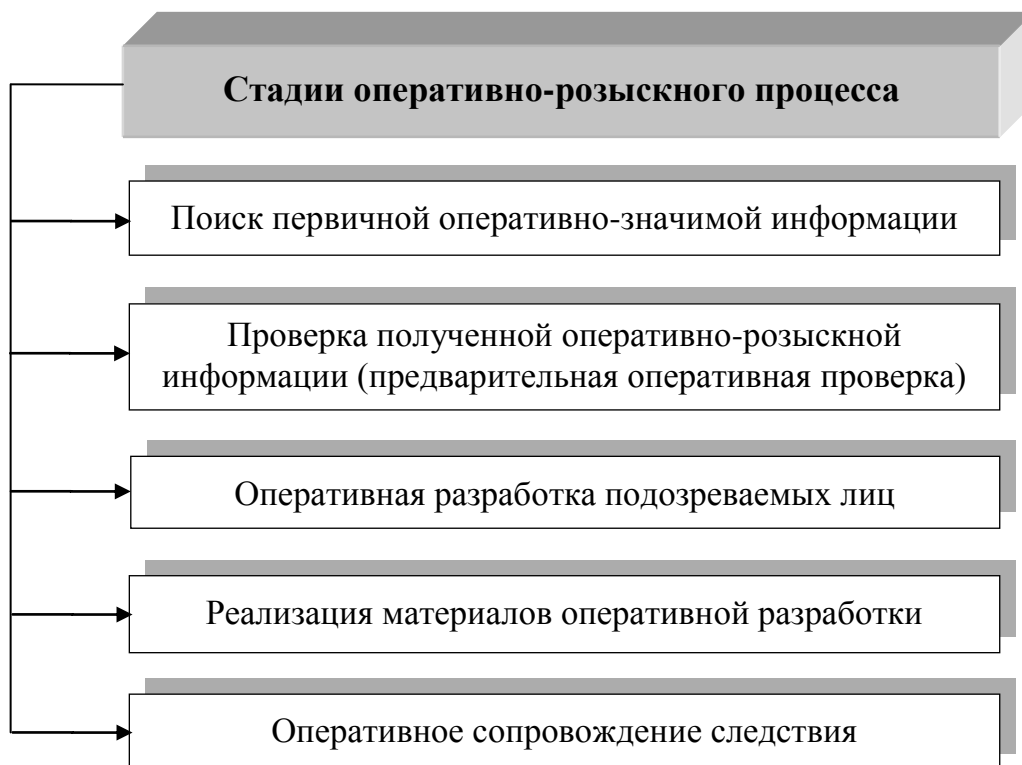 Стадии оперативно-розыскного процесса
Поиск первичной оперативно-значимой информации
Проверка полученной оперативно-розыскной
информации (предварительная оперативная проверка)
Оперативная разработка подозреваемых лиц
Реализация материалов оперативной разработки
Оперативное сопровождение следствия